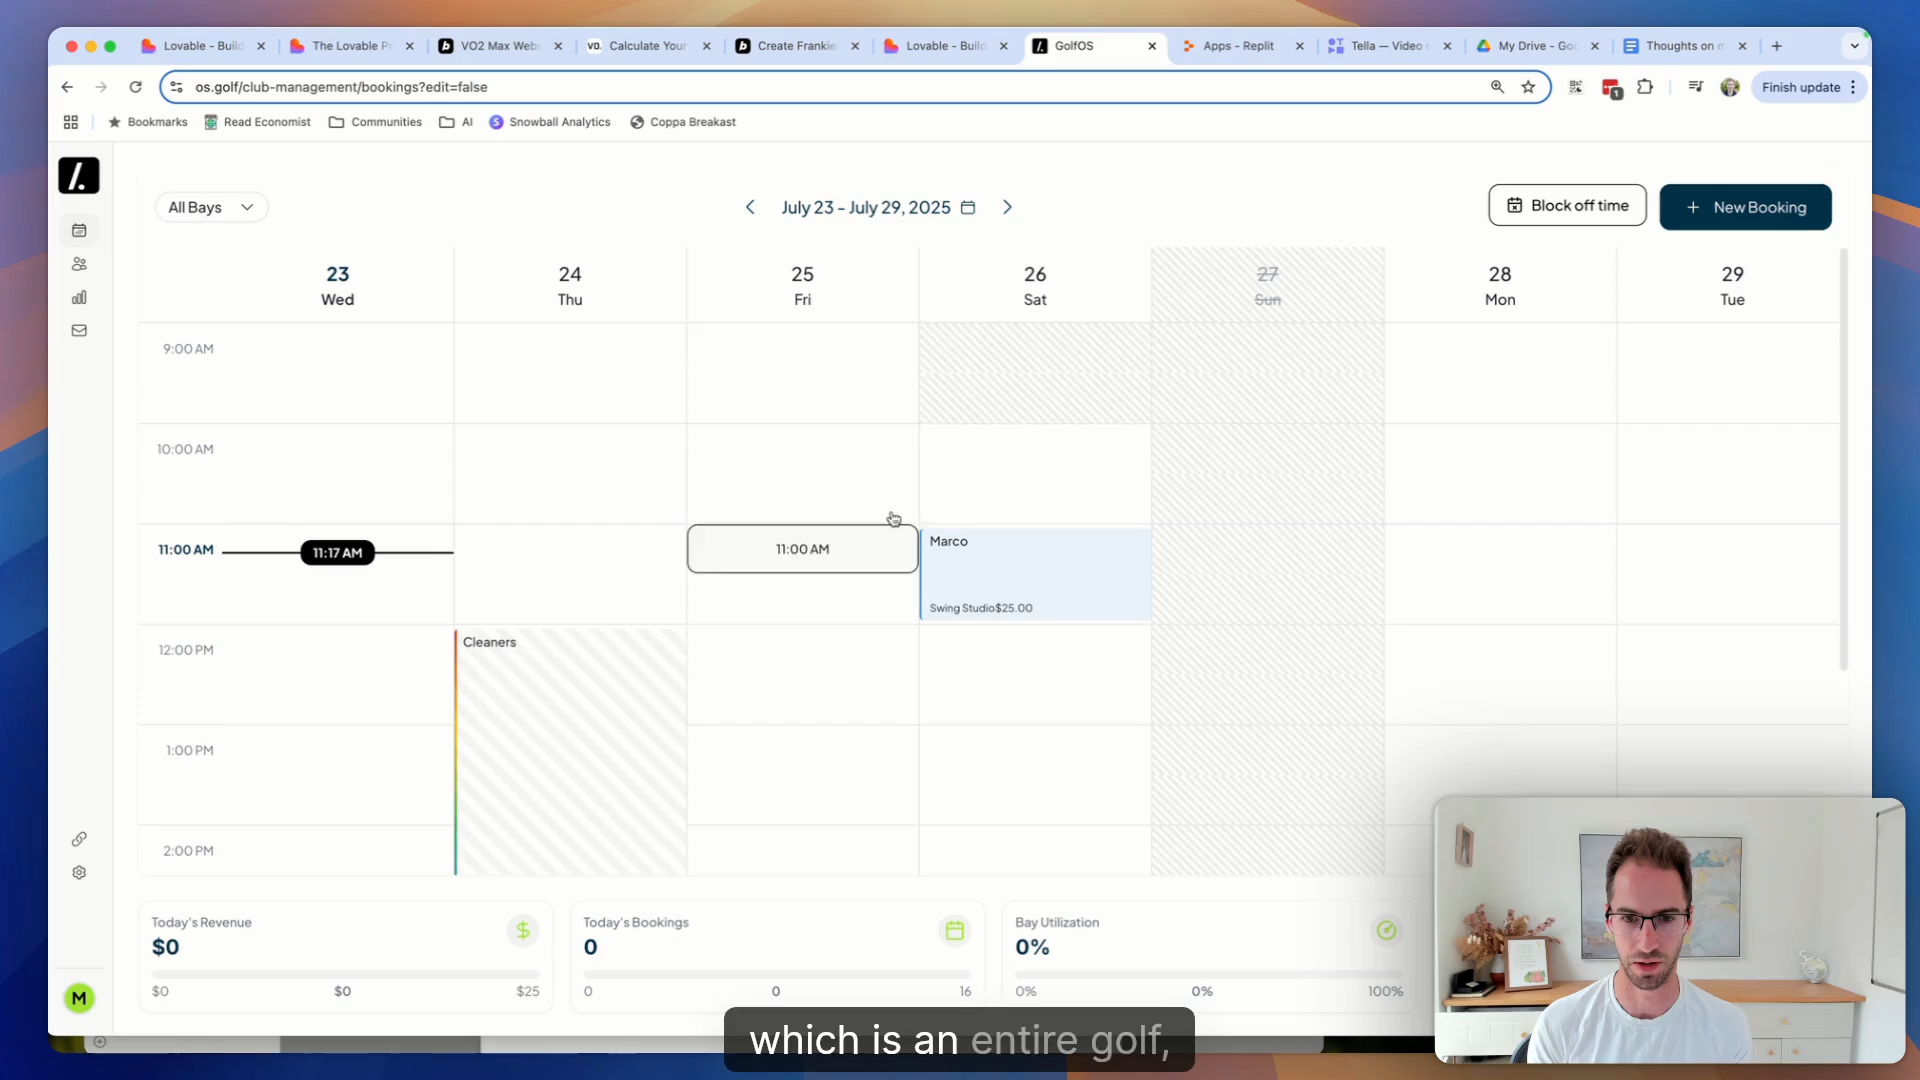 Lovable - Build
The Lovable P
VO2 Max Web
VO. Calculate Your
Create Frankie
Lovable - Build
GolfOS
Apps - Replit
Tella — Video
My Drive - Goo
Thoughts on m
os.golf/club-management/bookings?edit=false
1
Finish update
Bookmarks
Read Economist
Communities
AI
Snowball Analytics
Coppa Breakast
/.
All Bays
July 23 - July 29, 2025
Block off time
+ New Booking
23
Wed
24
Thu
25
Fri
26
Sat
27
Sun
28
Mon
29
Tue
9:00 AM
10:00 AM
11:00 AM
11:17 AM
11:00 AM
Marco
Swing Studio$25.00
12:00 PM
Cleaners
1:00 PM
2:00 PM
Today's Revenue
$0
$0
$0
$25
Today's Bookings
0
0
0
16
Bay Utilization
0%
0%
0%
100%
M
which is an entire golf,